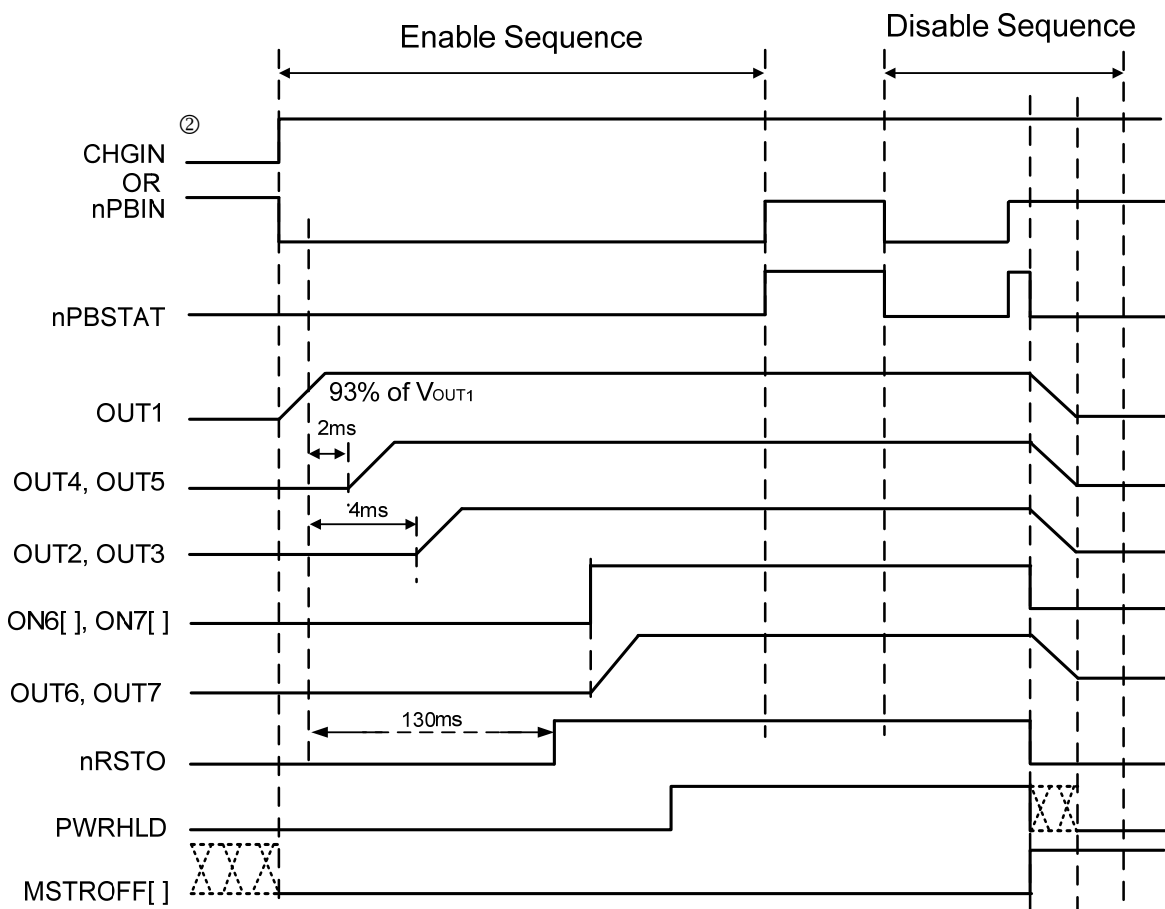 Enable Sequence
Disable Sequence
②
CHGIN
OR
nPBIN
nPBSTAT
OUT1
93% of VOUT1
2ms
OUT4, OUT5
4ms
OUT2, OUT3
ON6[ ], ON7[ ]
OUT6, OUT7
130ms
nRSTO
PWRHLD
MSTROFF[ ]